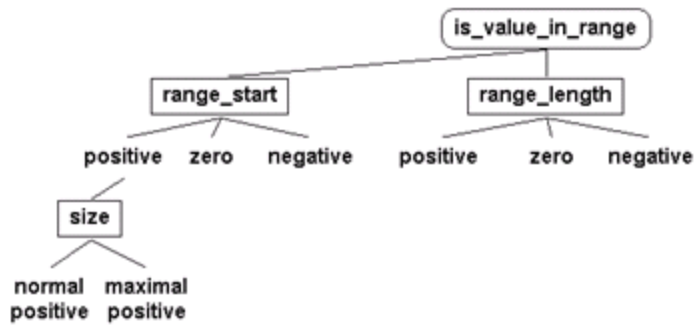 is_value_in_range
range_start range_length
positive zero negative positive zero negative
size
normal maximal
positive positive